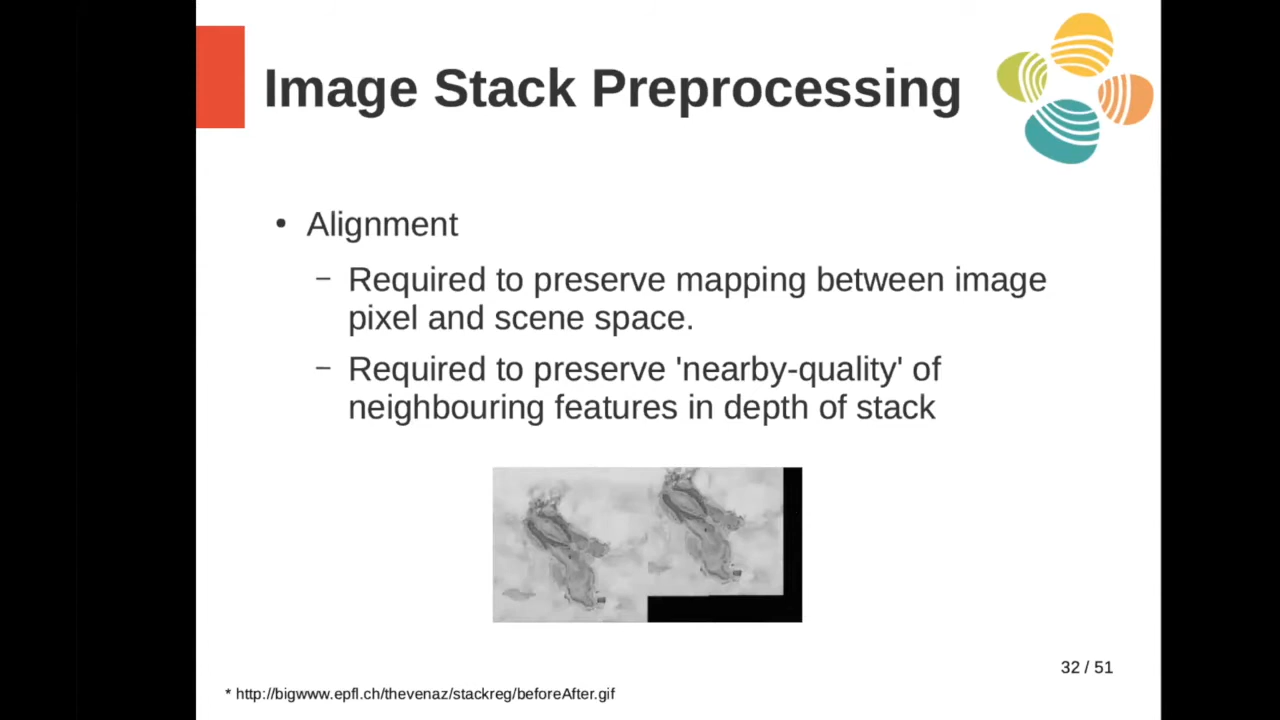 Image Stack Preprocessing
• Alignment
– Required to preserve mapping between image
pixel and scene space.
– Required to preserve 'nearby-quality' of
neighbouring features in depth of stack
32 / 51
* http://bigwww.epfl.ch/thevenaz/stackreg/beforeAfter.gif